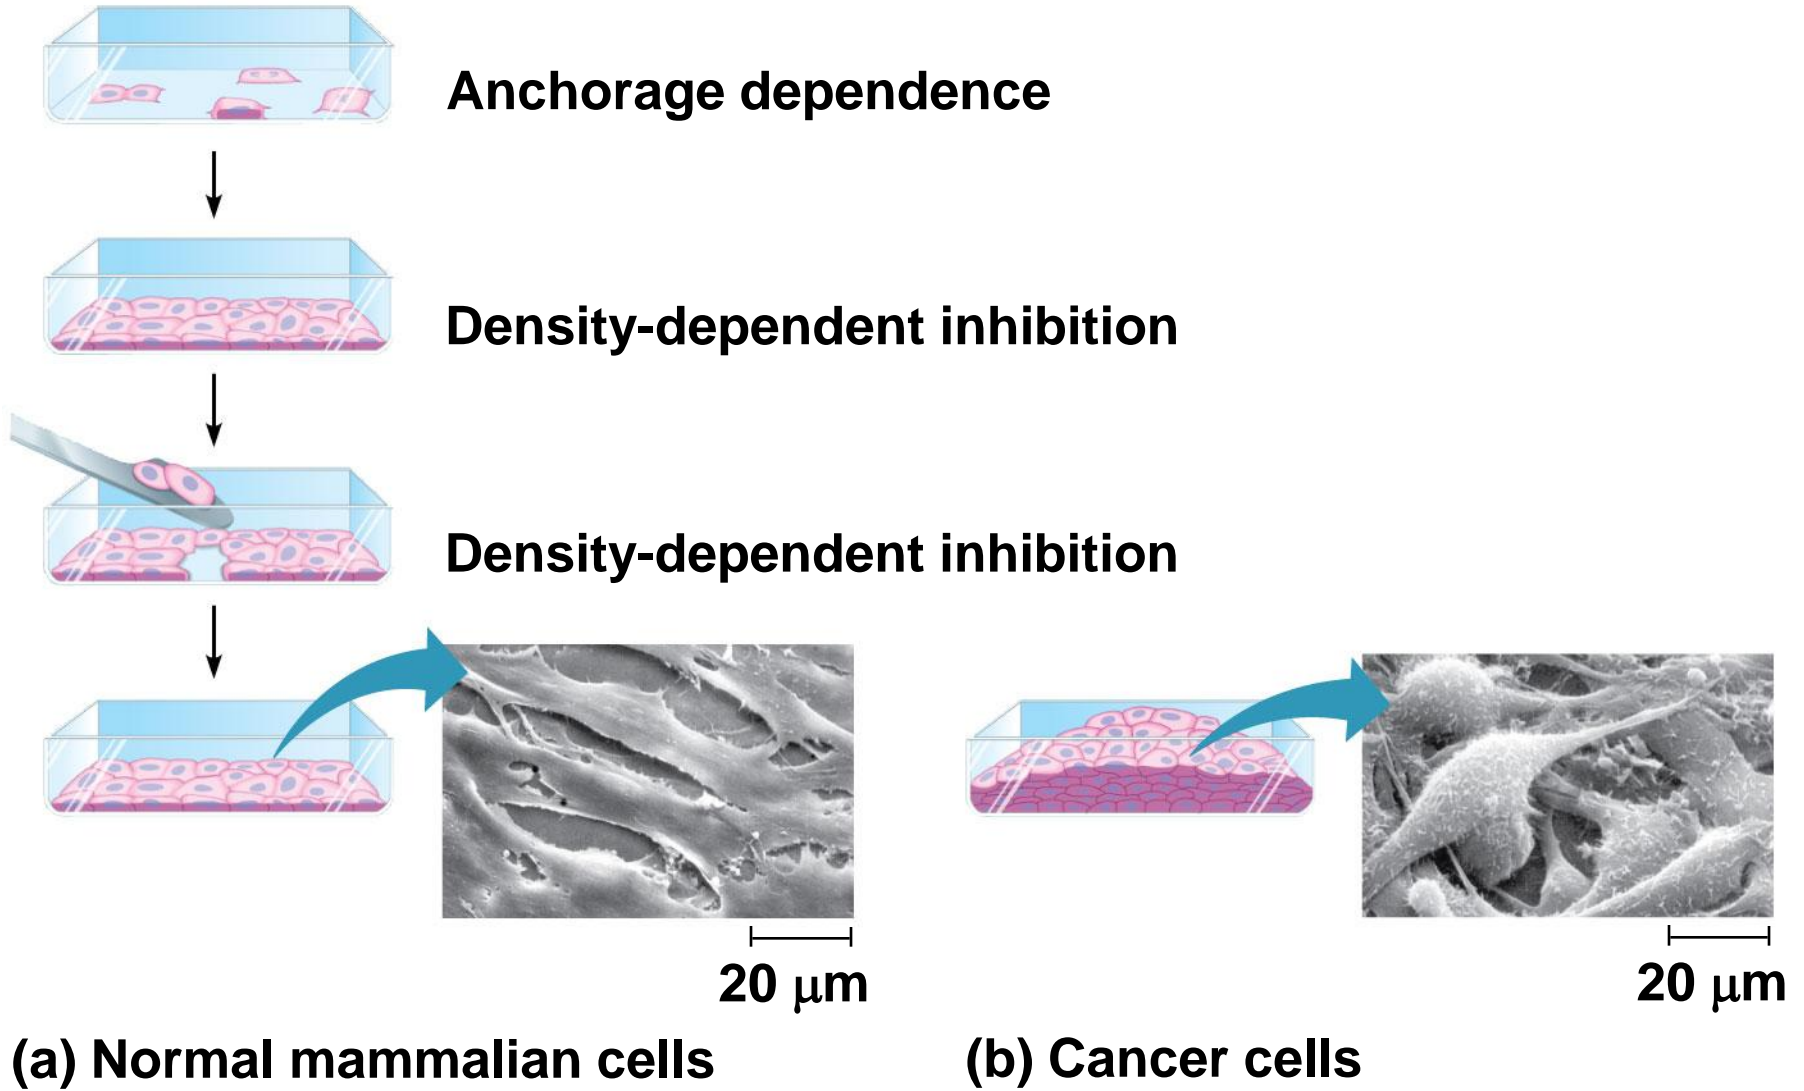 Anchorage dependence
Density-dependent inhibition
Density-dependent inhibition
20 μm
20 μm
(a) Normal mammalian cells
(b) Cancer cells